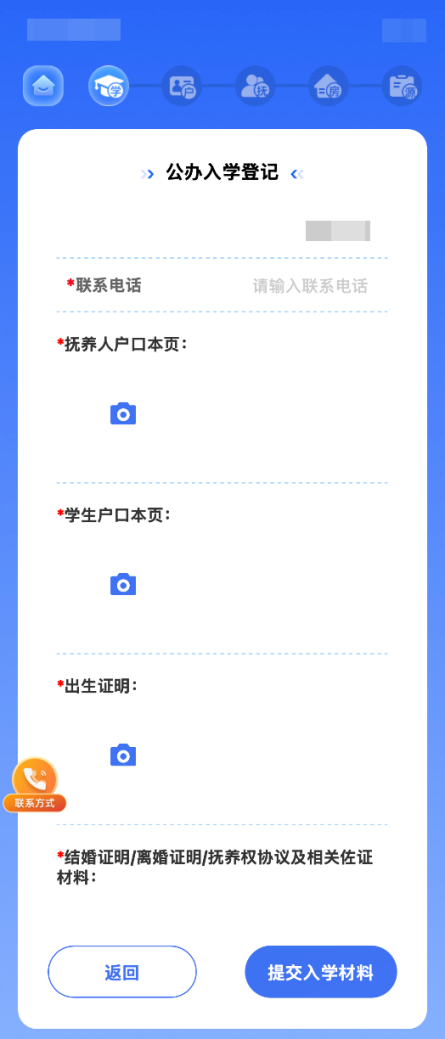 学
户
抚
房
源
公办入学登记
*联系电话
请输入联系电话
*抚养人户口本页：
*学生户口本页：
*出生证明：
联系方式
*结婚证明/离婚证明/抚养权协议及相关佐证
材料：
返回
提交入学材料